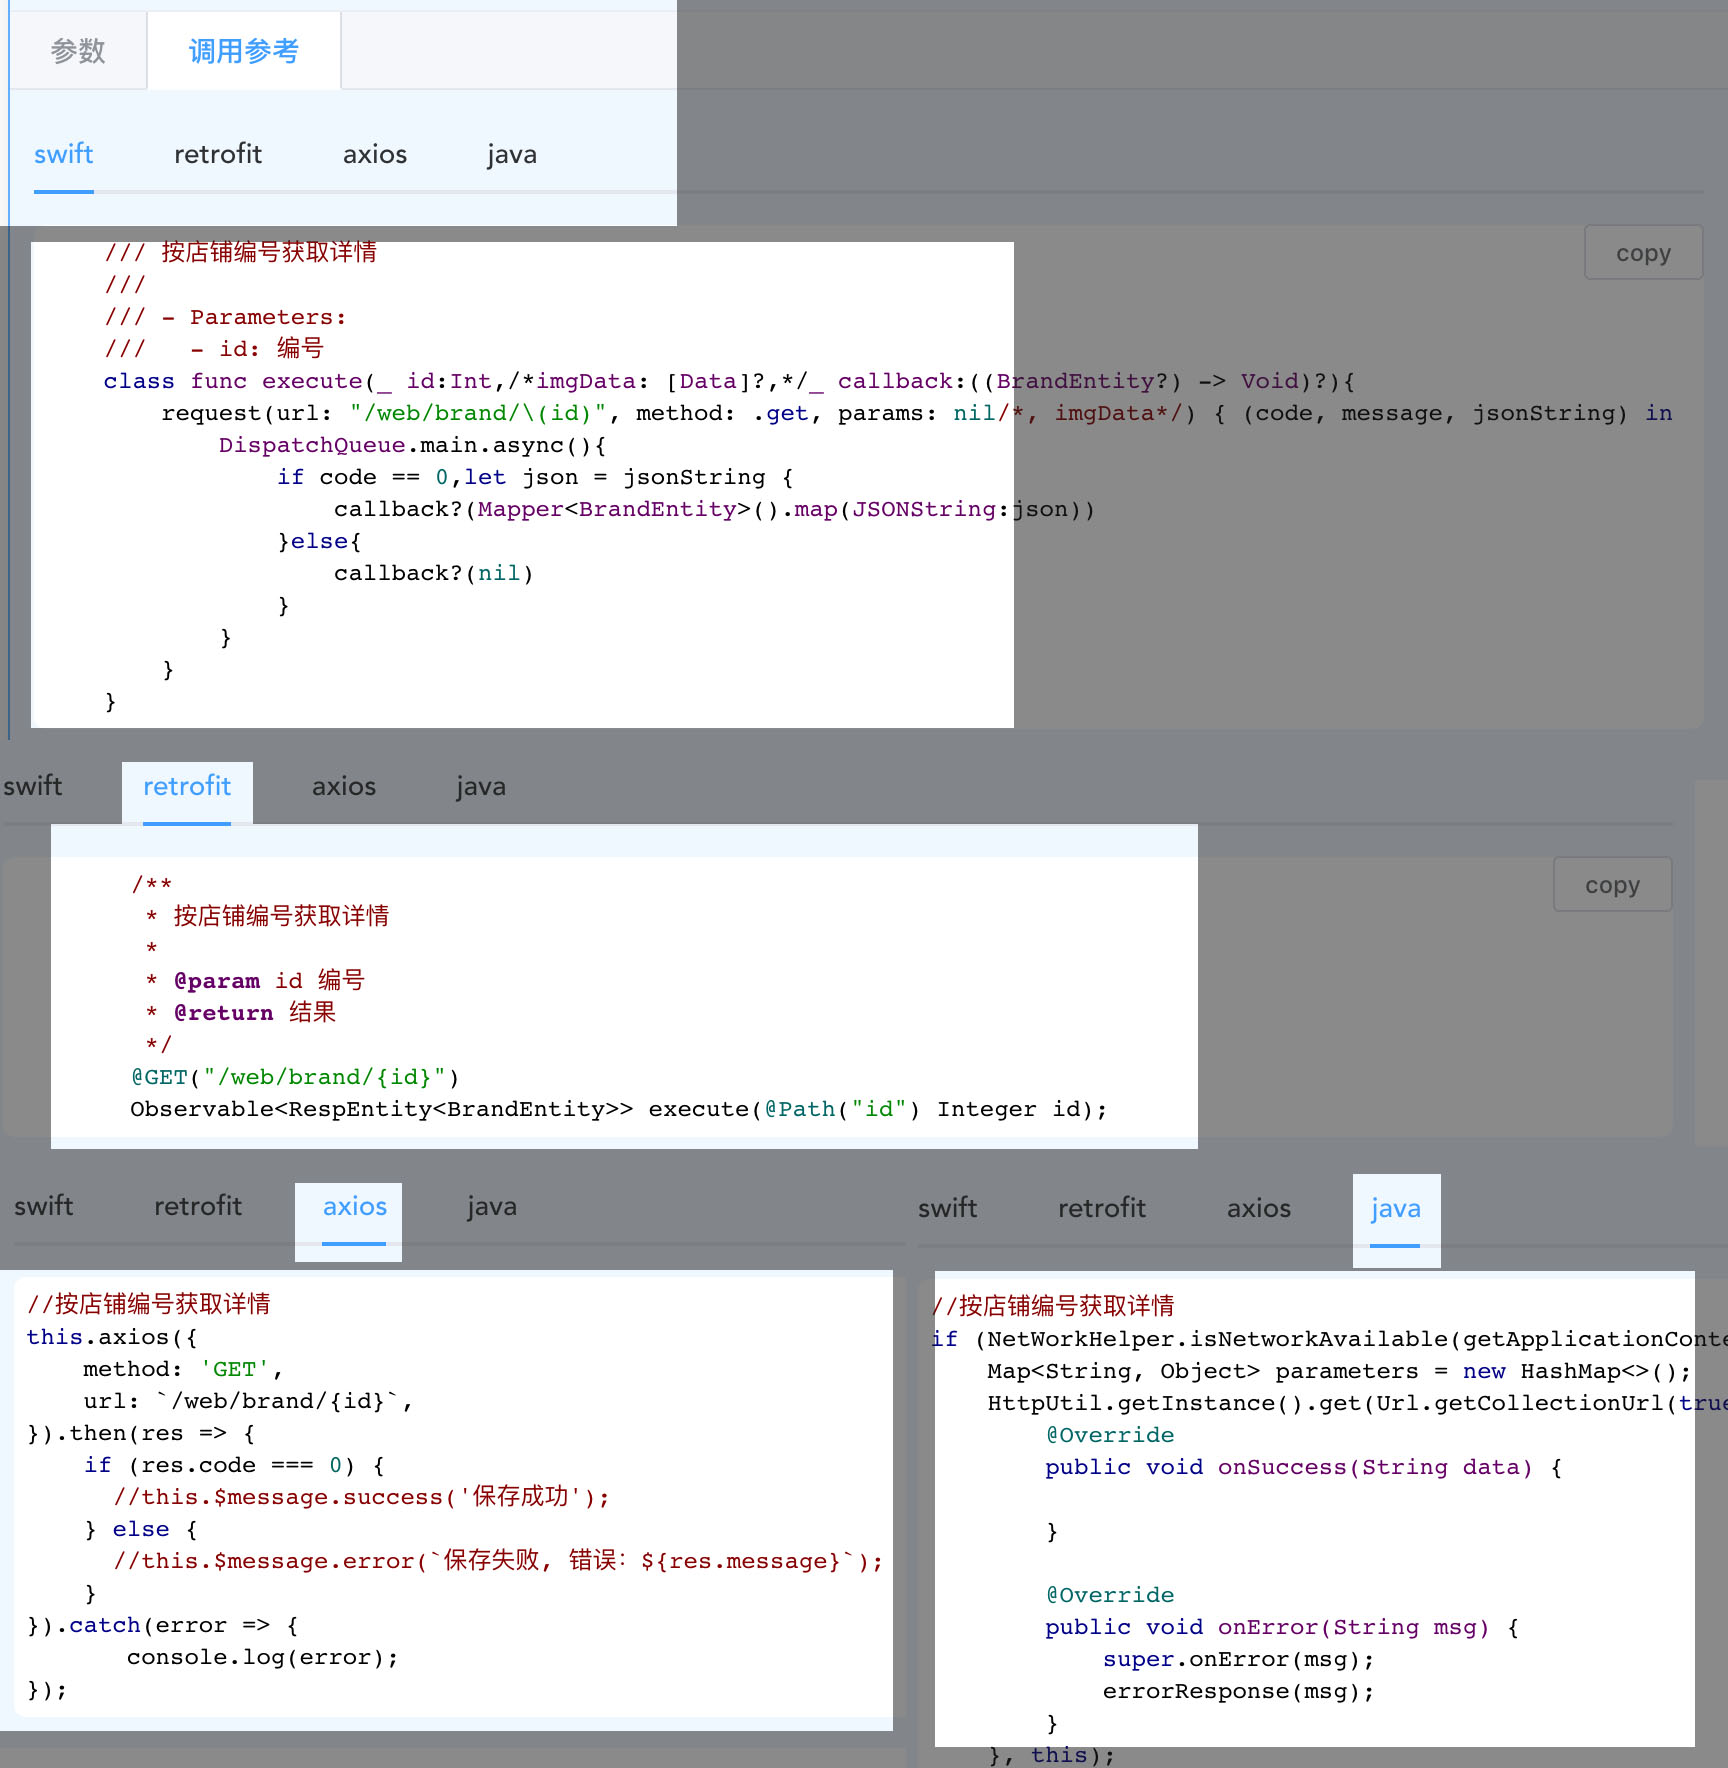 参数 调用参考
swift retrofit axios java
copy
/// 按店铺编号获取详情
///
/// - Parameters:
///   - id: 编号
class func execute(_ id:Int,/*imgData: [Data]?,*/_ callback:((BrandEntity?) -> Void)?){
    request(url: "/web/brand/\(id)", method: .get, params: nil/*, imgData*/) { (code, message, jsonString) in
        DispatchQueue.main.async(){
            if code == 0,let json = jsonString {
                callback?(Mapper<BrandEntity>().map(JSONString:json))
            }else{
                callback?(nil)
            }
        }
    }
}
swift retrofit axios java
copy
/**
 * 按店铺编号获取详情
 *
 * @param id 编号
 * @return 结果
 */
@GET("/web/brand/{id}")
Observable<RespEntity<BrandEntity>> execute(@Path("id") Integer id);
swift retrofit axios java
//按店铺编号获取详情
this.axios({
    method: 'GET',
    url: `/web/brand/{id}`,
}).then(res => {
    if (res.code === 0) {
      //this.$message.success('保存成功');
    } else {
      //this.$message.error(`保存失败, 错误: ${res.message}`);
    }
}).catch(error => {
       console.log(error);
});
swift retrofit axios java
//按店铺编号获取详情
if (NetWorkHelper.isNetworkAvailable(getApplicationConte
    Map<String, Object> parameters = new HashMap<>();
    HttpUtil.getInstance().get(Url.getCollectionUrl(true
        @Override
        public void onSuccess(String data) {
        }
        @Override
        public void onError(String msg) {
            super.onError(msg);
            errorResponse(msg);
        }
    }, this);